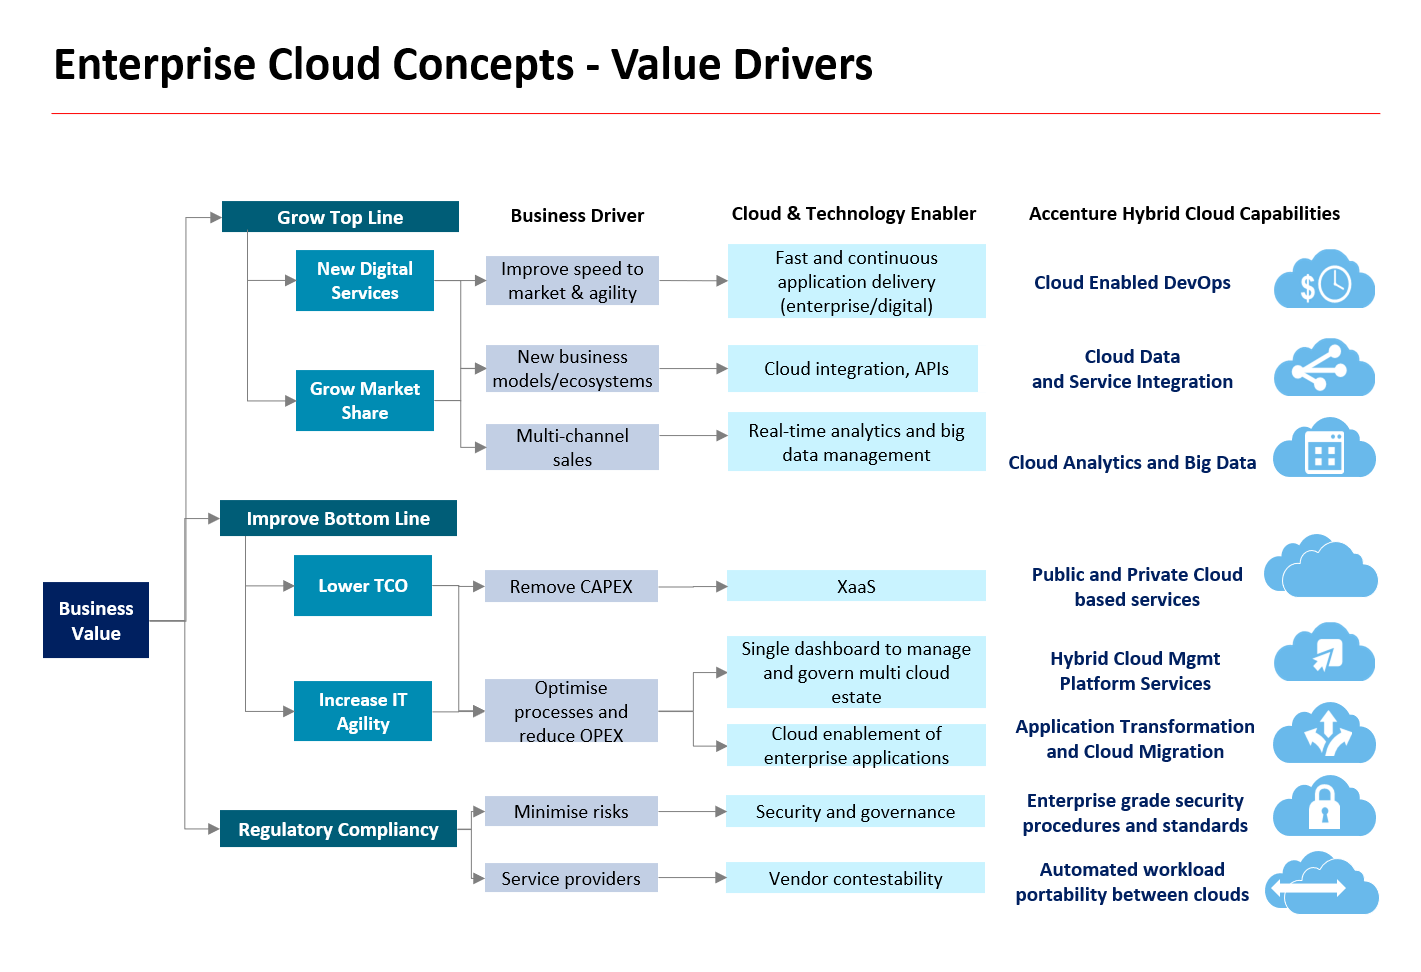 Enterprise Cloud Concepts - Value Drivers
Business Driver
Cloud & Technology Enabler
Accenture Hybrid Cloud Capabilities
Business
Value
Grow Top Line
New Digital
Services
Improve speed to
market & agility
Fast and continuous
application delivery
(enterprise/digital)
Cloud Enabled DevOps
$
Grow Market
Share
New business
models/ecosystems
Cloud integration, APIs
Cloud Data
and Service Integration
Multi-channel
sales
Real-time analytics and big
data management
Cloud Analytics and Big Data
Improve Bottom Line
Lower TCO
Remove CAPEX
XaaS
Public and Private Cloud
based services
Increase IT
Agility
Optimise
processes and
reduce OPEX
Single dashboard to manage
and govern multi cloud
estate
Hybrid Cloud Mgmt
Platform Services
Cloud enablement of
enterprise applications
Application Transformation
and Cloud Migration
Regulatory Compliancy
Minimise risks
Security and governance
Enterprise grade security
procedures and standards
Service providers
Vendor contestability
Automated workload
portability between clouds